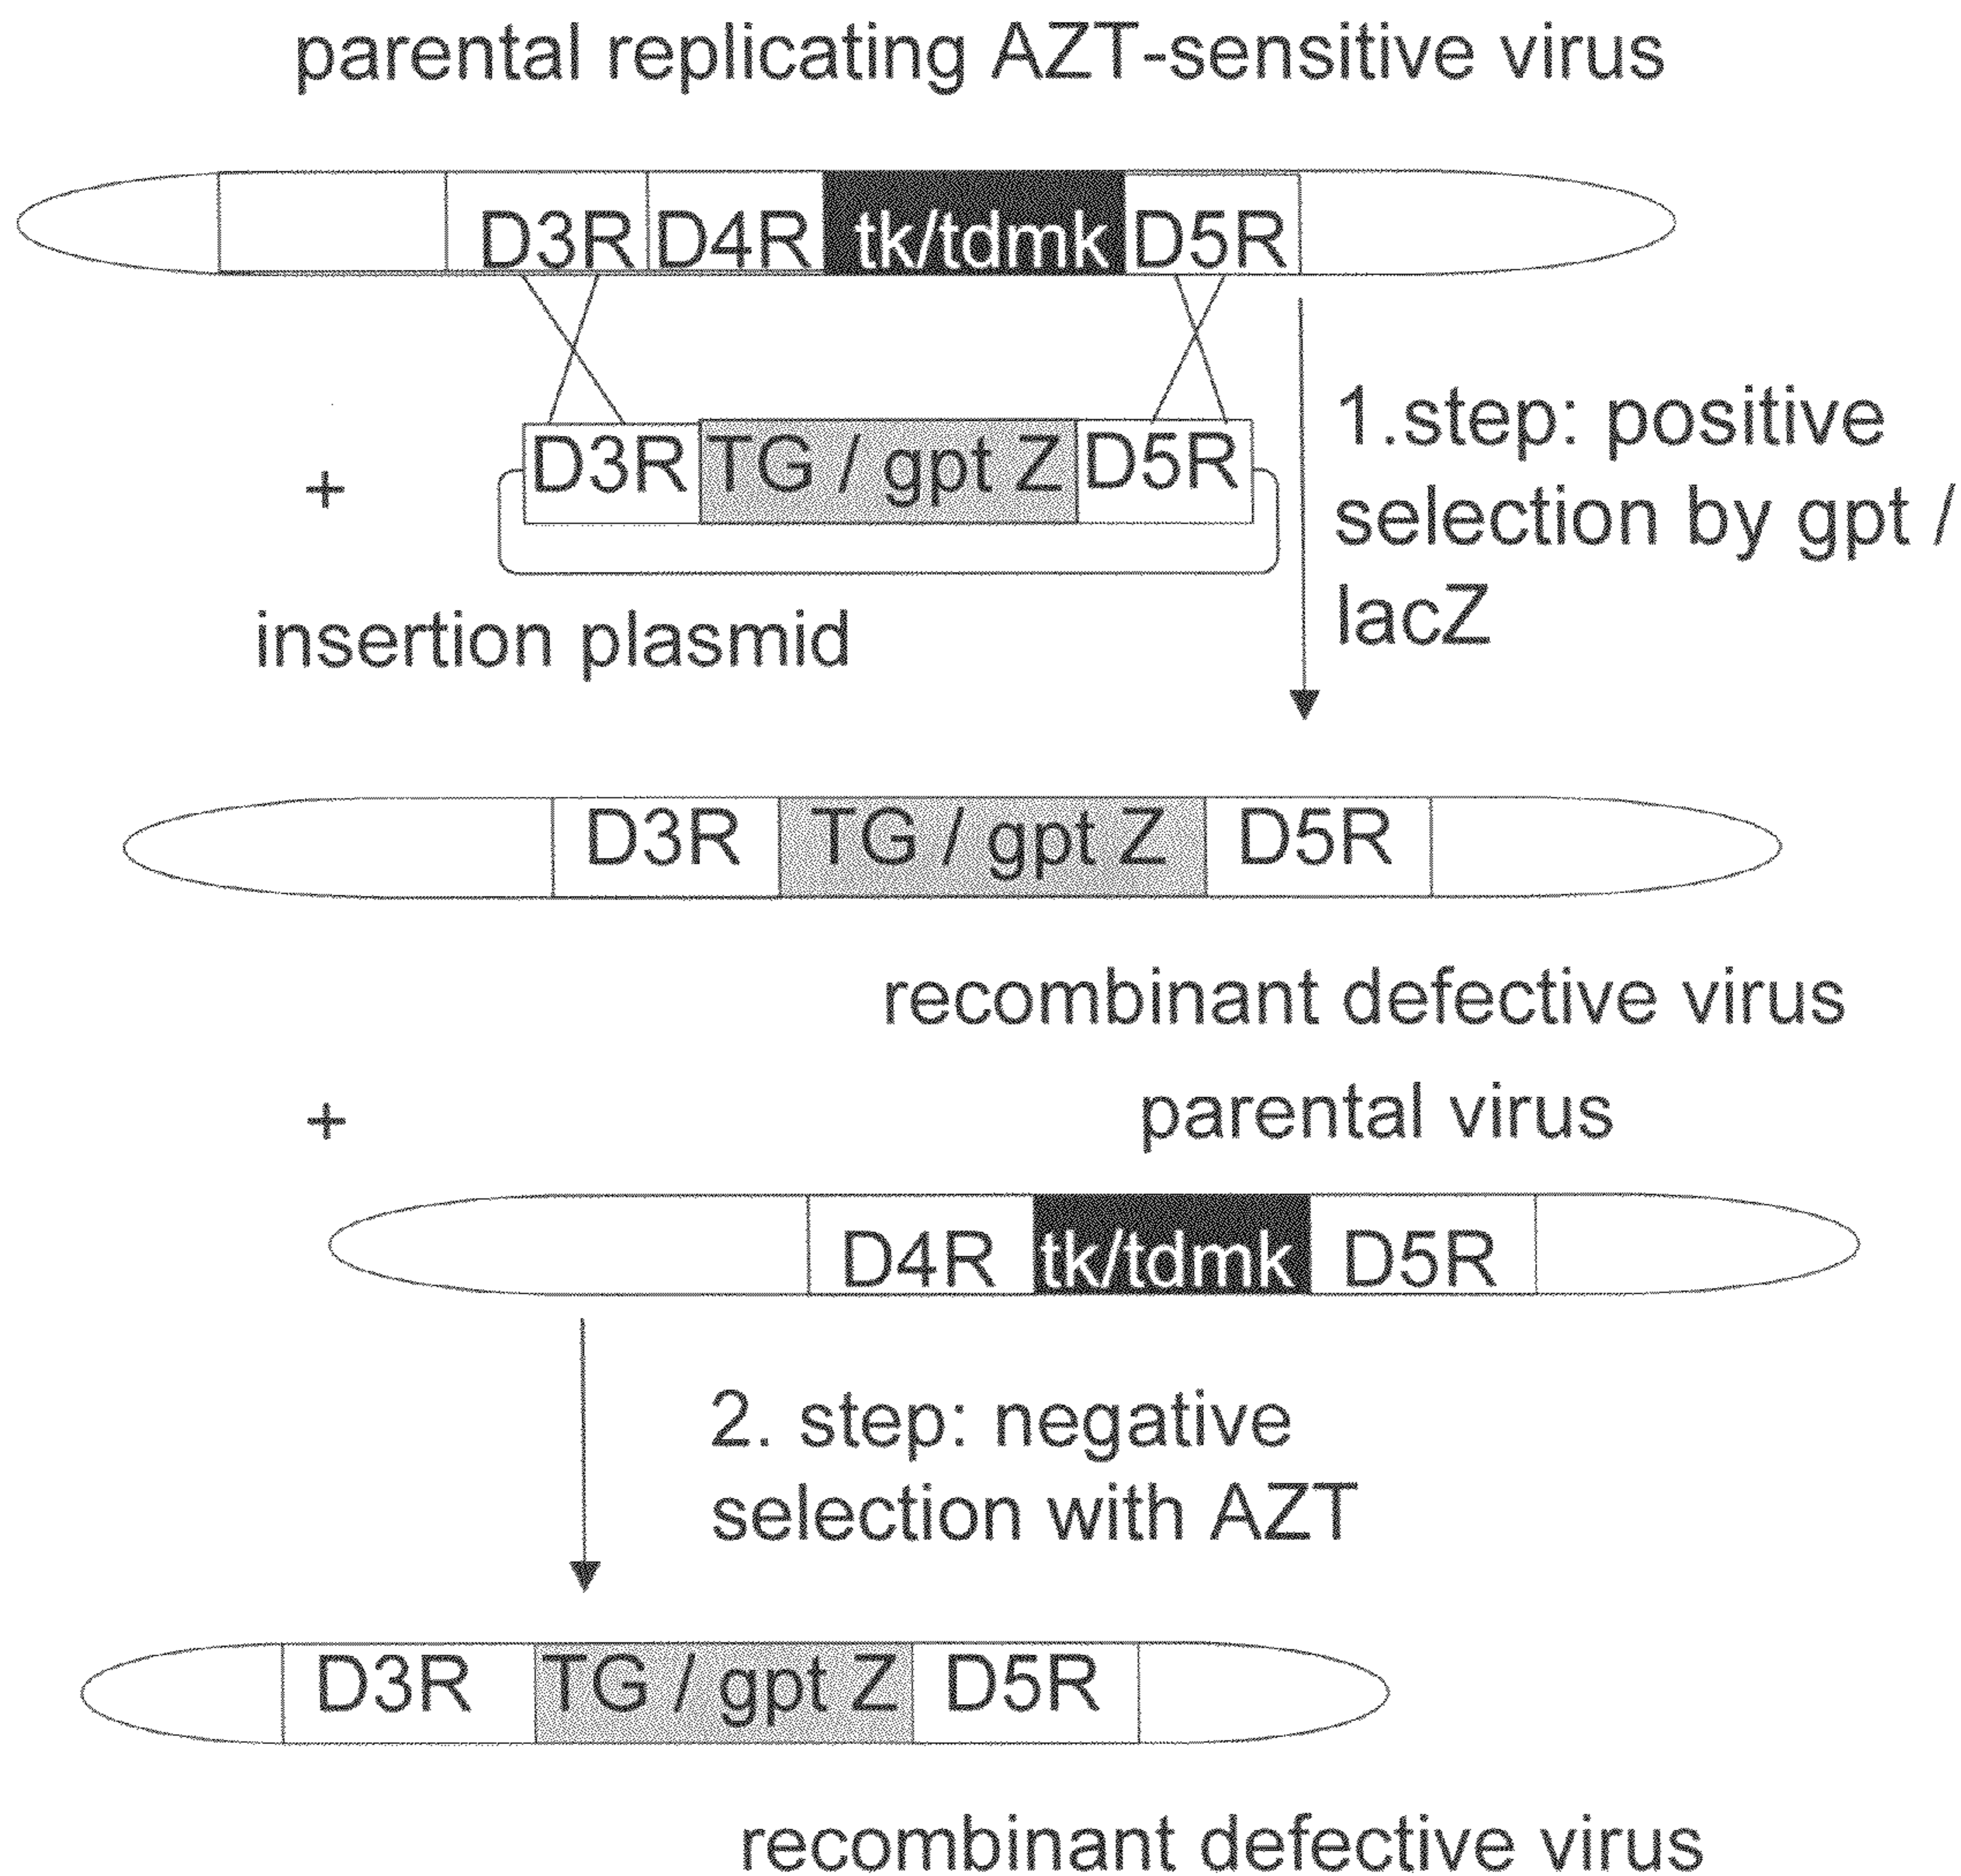 parental replicating AZT-sensitive virus
D3R D4R tk/tdmk D5R
D3R TG / gpt Z D5R
+
insertion plasmid
1.step: positive
selection by gpt /
lacZ
D3R TG / gpt Z D5R
recombinant defective virus
+
parental virus
D4R tk/tdmk D5R
2. step: negative
selection with AZT
D3R TG / gpt Z D5R
recombinant defective virus